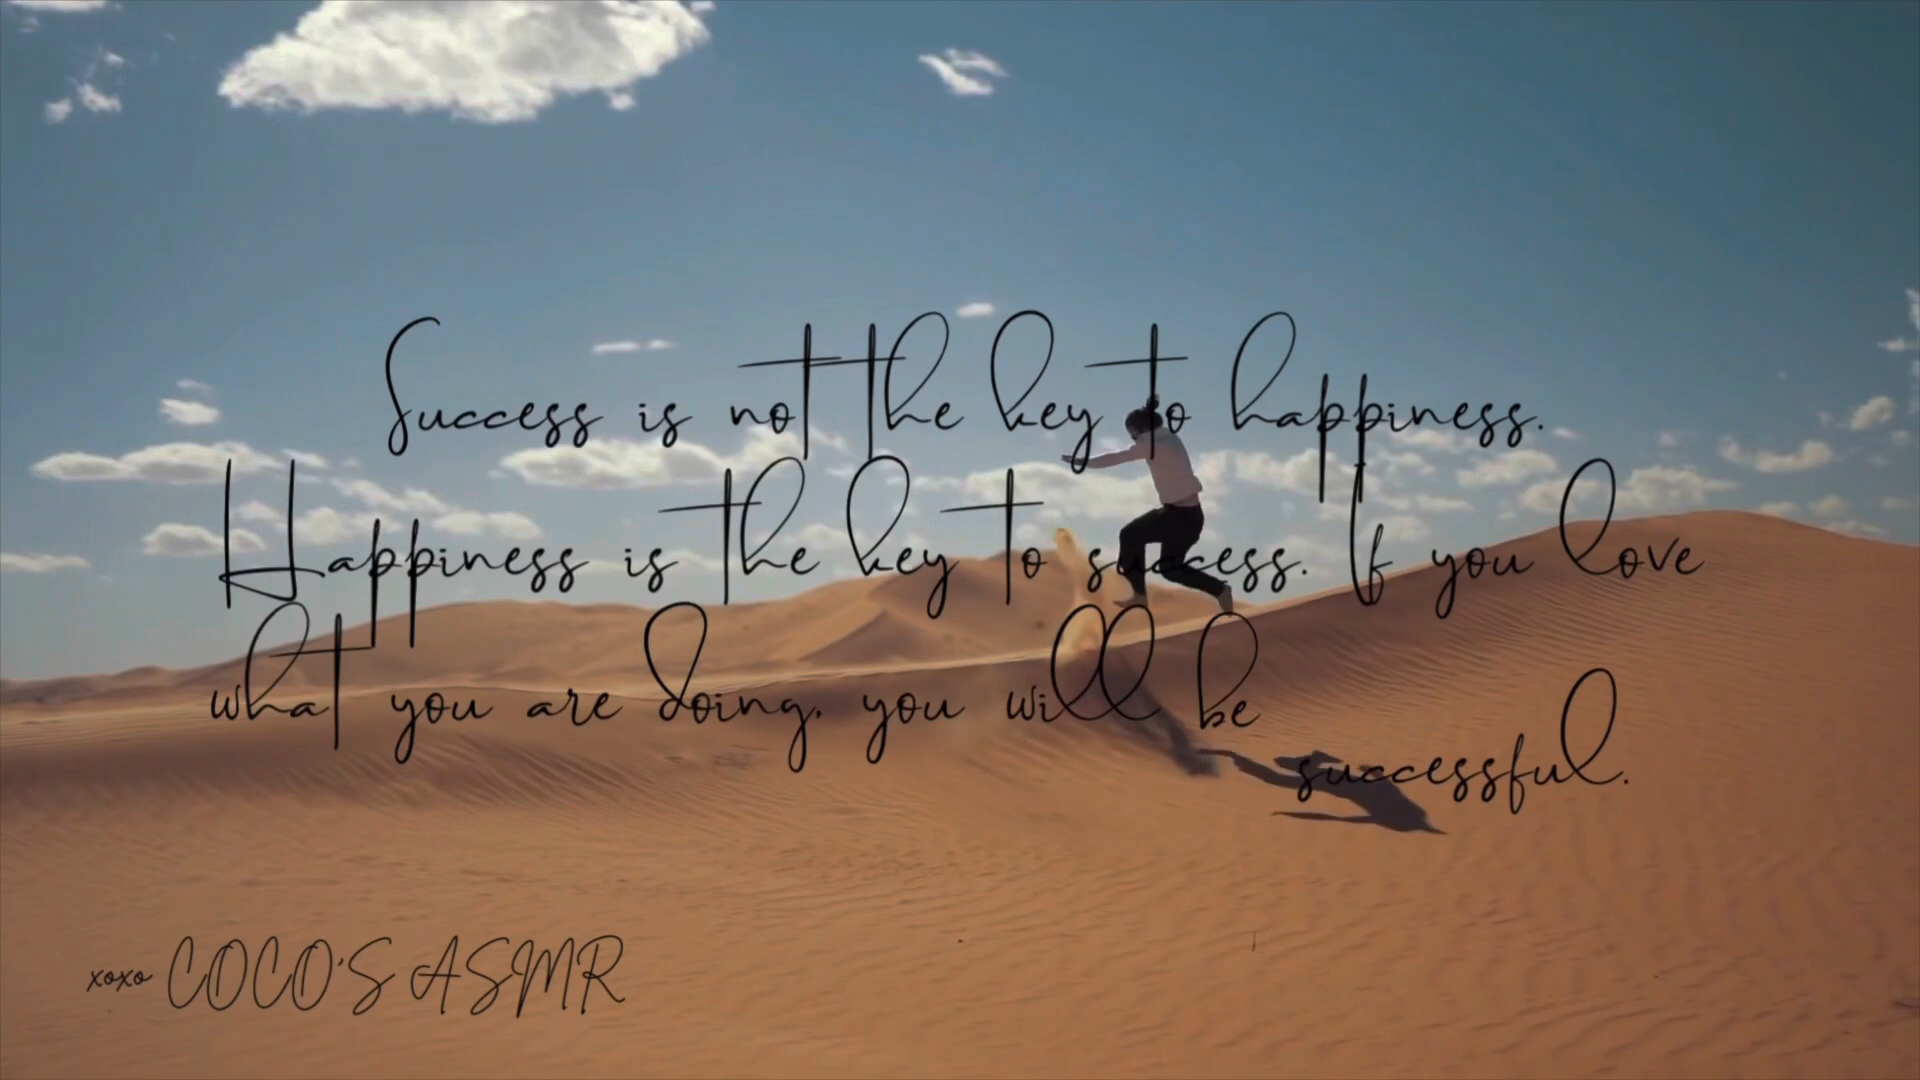 Success is not the key to happiness.
Happiness is the key to success. If you love
what you are doing, you will be
successful.
xoxo COCO'S ASMR